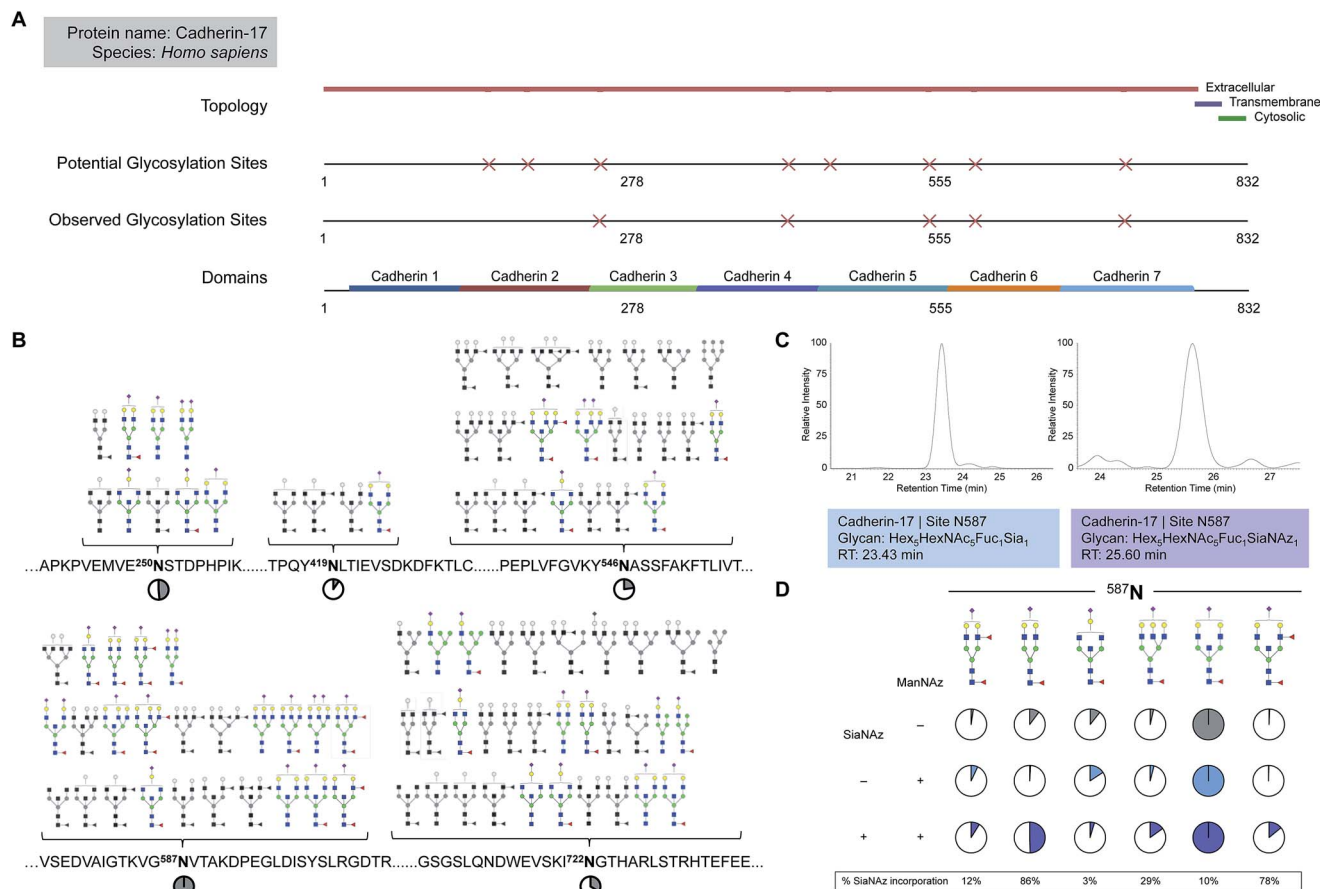 A
Protein name: Cadherin-17
Species: Homo sapiens
Topology
Extracellular
Transmembrane
Cytosolic
Potential Glycosylation Sites
1 278 555 832
Observed Glycosylation Sites
1 278 555 832
Domains
Cadherin 1 Cadherin 2 Cadherin 3 Cadherin 4 Cadherin 5 Cadherin 6 Cadherin 7
1 278 555 832
B
...APKPVEMVE250NSTDPHPIK......TPQY419NLTIEVSDKDFKTLC......PEPLVFGVKY546NASSFAKFTLIVT...
...VSEDVAIGTKVG587NVTAKDPEGLDISYSLRGDTR......GSGSLQNDWEVSKI722NGTHARLSTRHTEFEE...
C
100
75
50
25
0
Relative Intensity
21 22 23 24 25 26
Retention Time (min)
100
75
50
25
0
Relative Intensity
24 25 26 27
Retention Time (min)
Cadherin-17 | Site N587
Glycan: Hex5HexNAc5Fuc1Sia1
RT: 23.43 min
Cadherin-17 | Site N587
Glycan: Hex5HexNAc5Fuc1SiaNAz1
RT: 25.60 min
D
587N
ManNAz
SiaNAz
–
– +
+ +
% SiaNAz incorporation 12% 86% 3% 29% 10% 78%